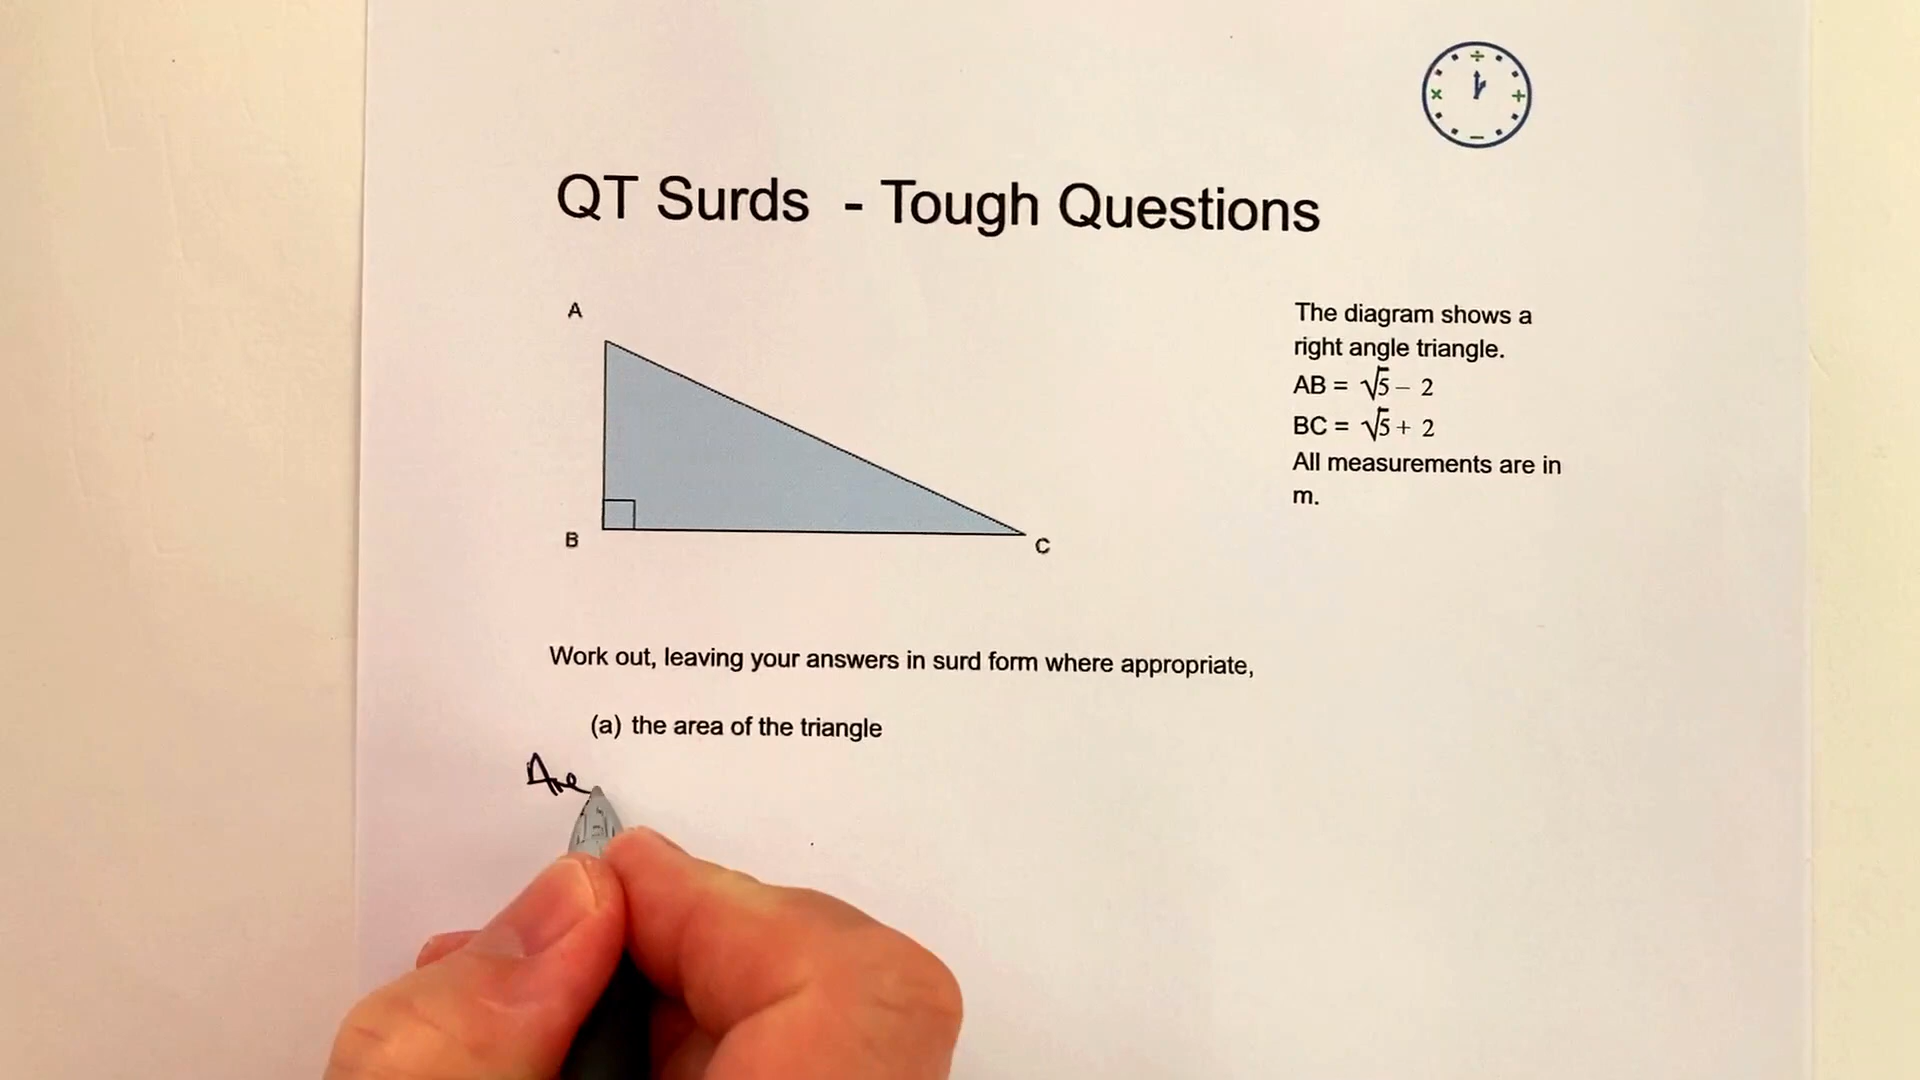 ÷
× +
−
QT Surds - Tough Questions
A
The diagram shows a
right angle triangle.
AB = √5 − 2
BC = √5 + 2
All measurements are in
m.
B
C
Work out, leaving your answers in surd form where appropriate,
(a) the area of the triangle
Are